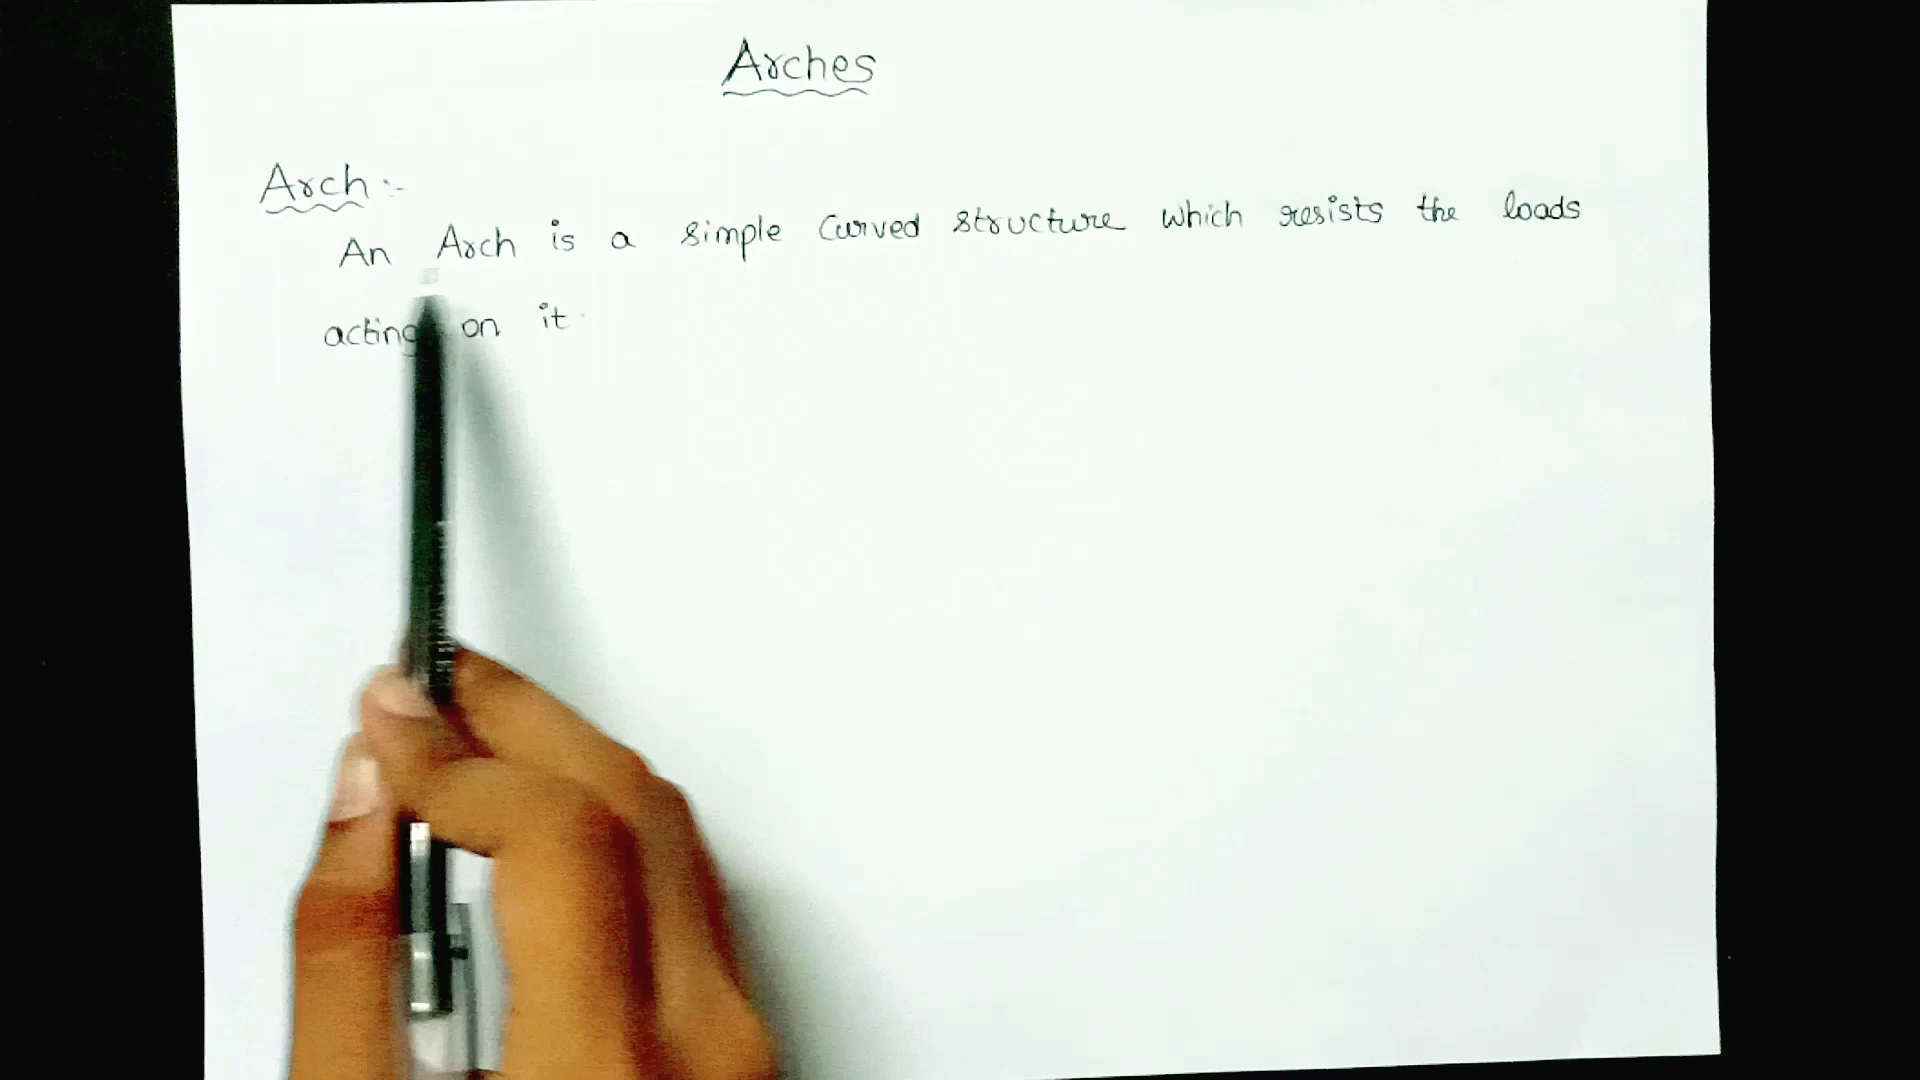 Arches
Arch :-
An Arch is a simple Curved structure which resists the loads
acting on it.